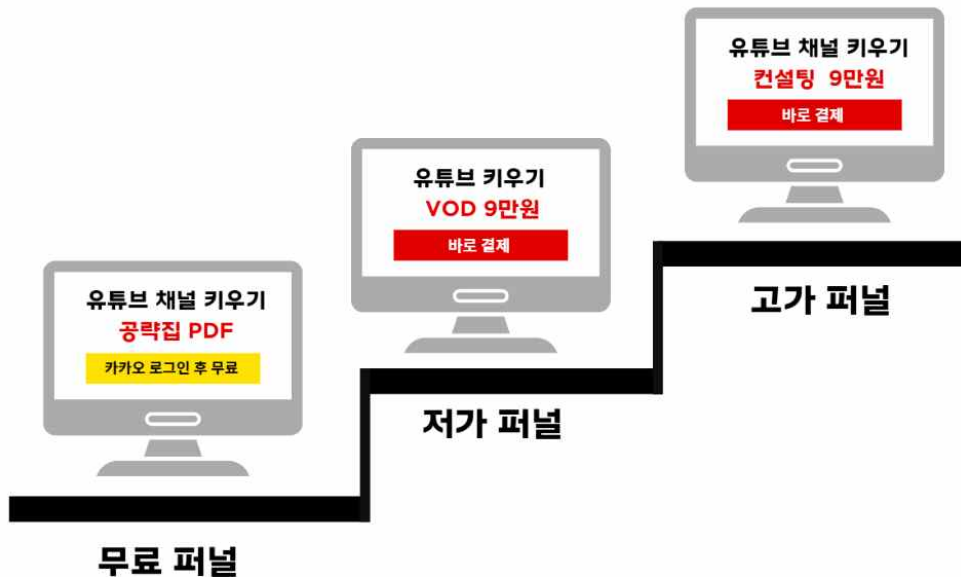 유튜브 채널 키우기
컨설팅 9만원
바로 결제
고가 퍼널
유튜브 키우기
VOD 9만원
바로 결제
저가 퍼널
유튜브 채널 키우기
공략집 PDF
카카오 로그인 후 무료
무료 퍼널